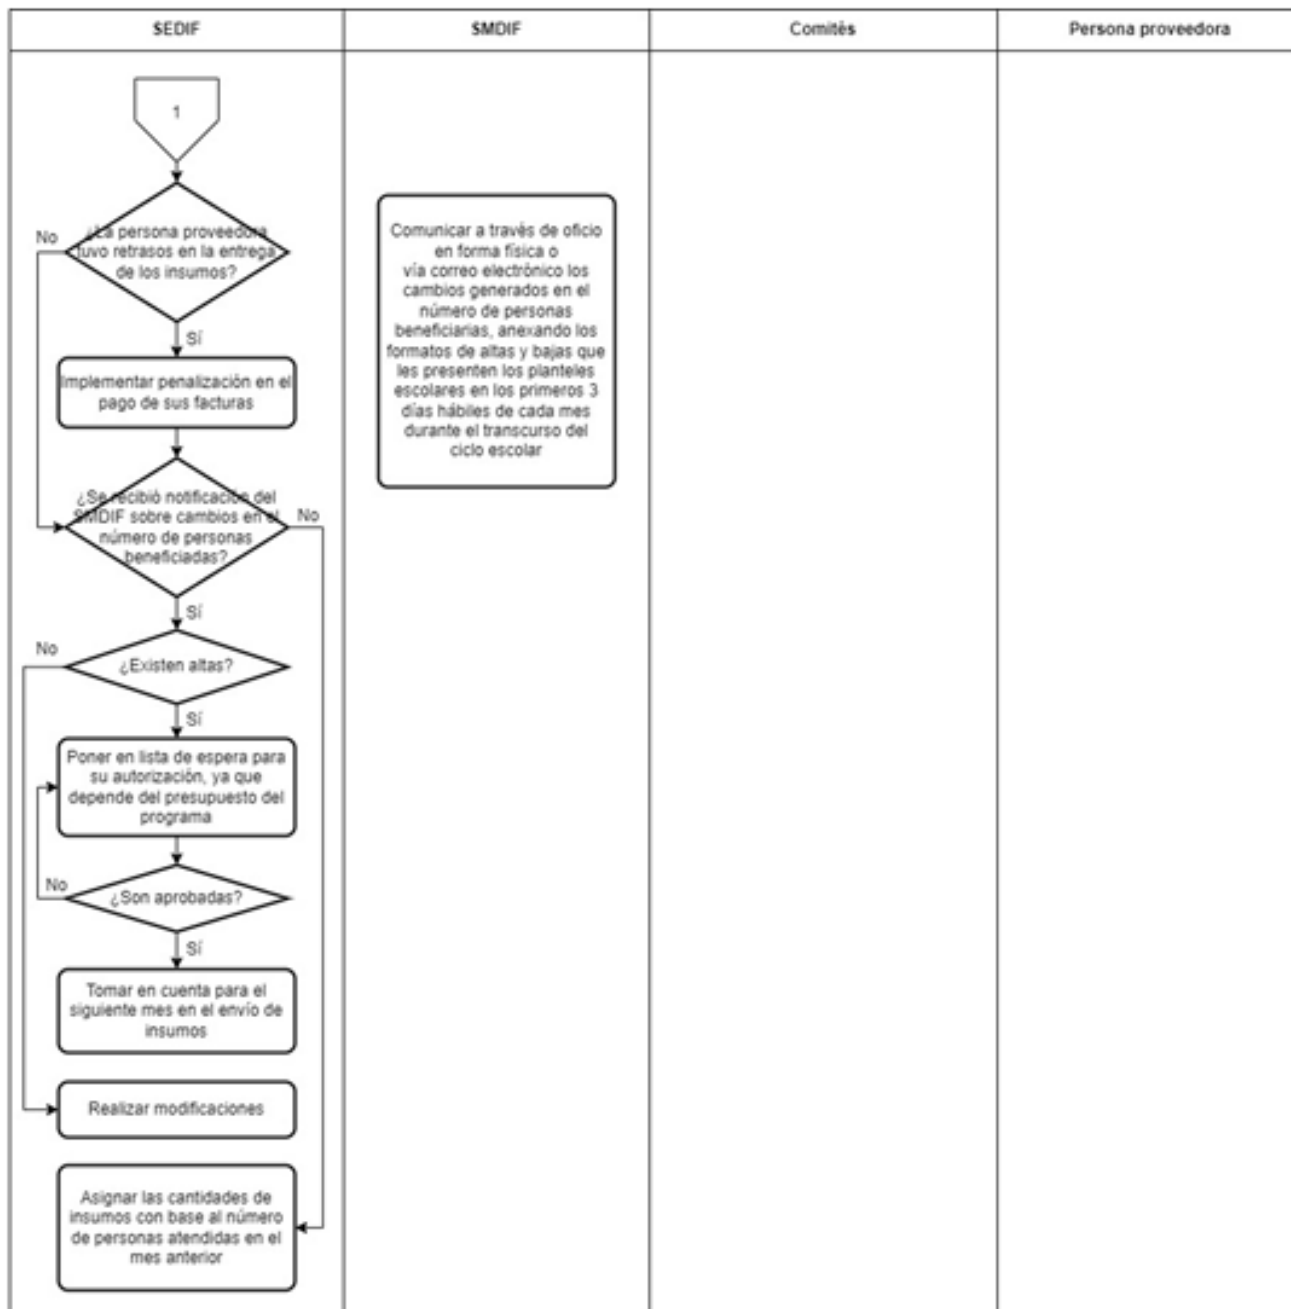 SEDIF
SMDIF
Comitès
Persona proveedora
1
¿La persona proveedora
tuvo retrasos en la entrega
de los insumos?
No
Sí
Implementar penalización en el
pago de sus facturas
¿Se recibió notificación del
SMDIF sobre cambios en el
número de personas
beneficiadas?
No
Sí
¿Existen altas?
No
Sí
Poner en lista de espera para
su autorización, ya que
depende del presupuesto del
programa
¿Son aprobadas?
No
Sí
Tomar en cuenta para el
siguiente mes en el envío de
insumos
Realizar modificaciones
Asignar las cantidades de
insumos con base al número
de personas atendidas en el
mes anterior
Comunicar a través de oficio
en forma física o
vía correo electrónico los
cambios generados en el
número de personas
beneficiarias, anexando los
formatos de altas y bajas que
les presenten los planteles
escolares en los primeros 3
días hábiles de cada mes
durante el transcurso del
ciclo escolar